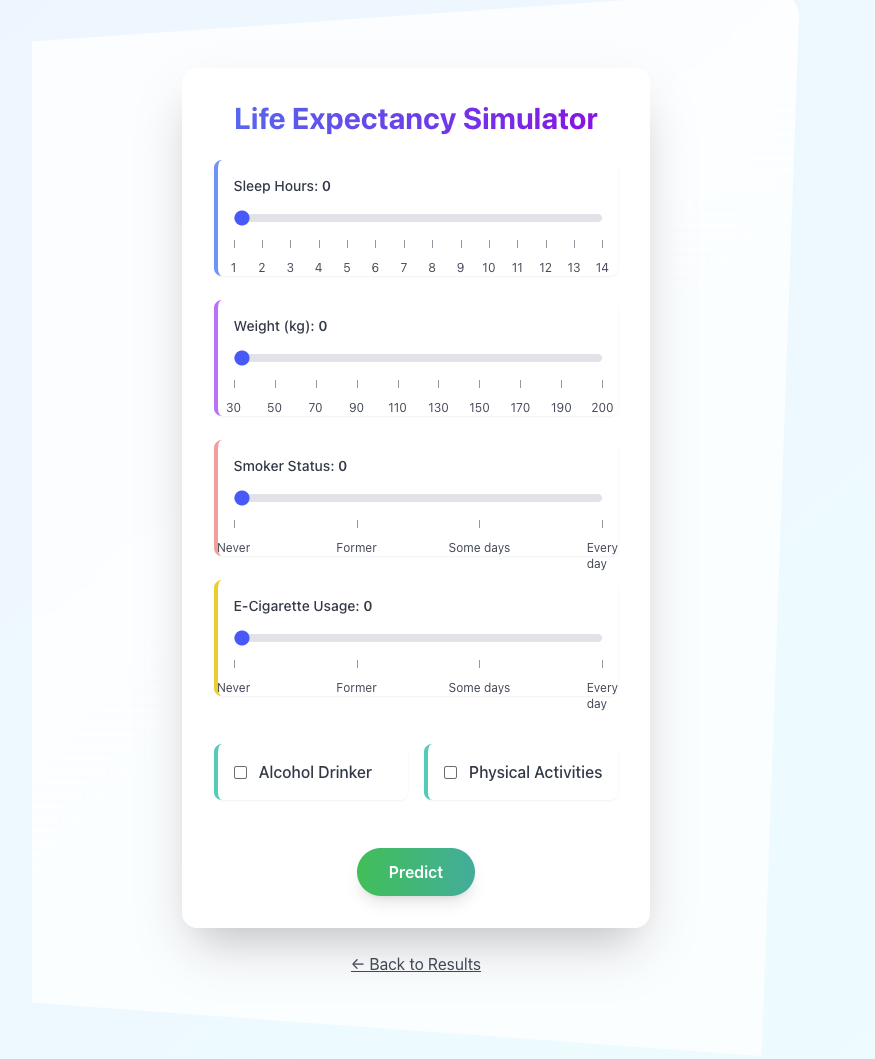 Life Expectancy Simulator
Sleep Hours: 0
1 2 3 4 5 6 7 8 9 10 11 12 13 14
Weight (kg): 0
30 50 70 90 110 130 150 170 190 200
Smoker Status: 0
Never Former Some days Every
day
E-Cigarette Usage: 0
Never Former Some days Every
day
Alcohol Drinker Physical Activities
Predict
← Back to Results